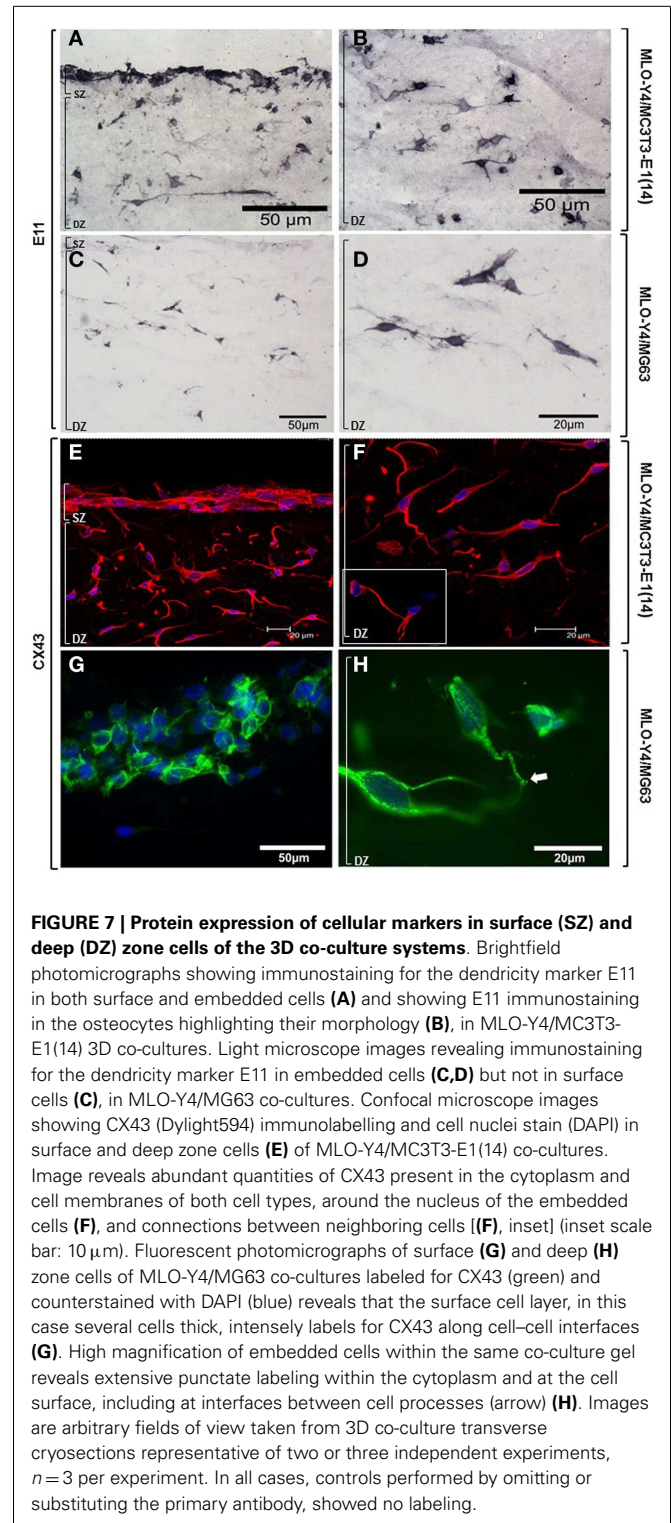 A
B
SZ
DZ
50 µm
DZ
50 µm
MLO-Y4/MC3T3-E1(14)
E11
C
SZ
D
DZ
50µm
DZ
20µm
MLO-Y4/MG63
E
F
SZ
DZ
20 µm
DZ
20 µm
MLO-Y4/MC3T3-E1(14)
CX43
G
H
50µm
DZ
20µm
MLO-Y4/MG63
FIGURE 7 | Protein expression of cellular markers in surface (SZ) and
deep (DZ) zone cells of the 3D co-culture systems. Brightfield
photomicrographs showing immunostaining for the dendricity marker E11
in both surface and embedded cells (A) and showing E11 immunostaining
in the osteocytes highlighting their morphology (B), in MLO-Y4/MC3T3-
E1(14) 3D co-cultures. Light microscope images revealing immunostaining
for the dendricity marker E11 in embedded cells (C,D) but not in surface
cells (C), in MLO-Y4/MG63 co-cultures. Confocal microscope images
showing CX43 (Dylight594) immunolabelling and cell nuclei stain (DAPI) in
surface and deep zone cells (E) of MLO-Y4/MC3T3-E1(14) co-cultures.
Image reveals abundant quantities of CX43 present in the cytoplasm and
cell membranes of both cell types, around the nucleus of the embedded
cells (F), and connections between neighboring cells [(F), inset] (inset scale
bar: 10 µm). Fluorescent photomicrographs of surface (G) and deep (H)
zone cells of MLO-Y4/MG63 co-cultures labeled for CX43 (green) and
counterstained with DAPI (blue) reveals that the surface cell layer, in this
case several cells thick, intensely labels for CX43 along cell–cell interfaces
(G). High magnification of embedded cells within the same co-culture gel
reveals extensive punctate labeling within the cytoplasm and at the cell
surface, including at interfaces between cell processes (arrow) (H). Images
are arbitrary fields of view taken from 3D co-culture transverse
cryosections representative of two or three independent experiments,
n = 3 per experiment. In all cases, controls performed by omitting or
substituting the primary antibody, showed no labeling.